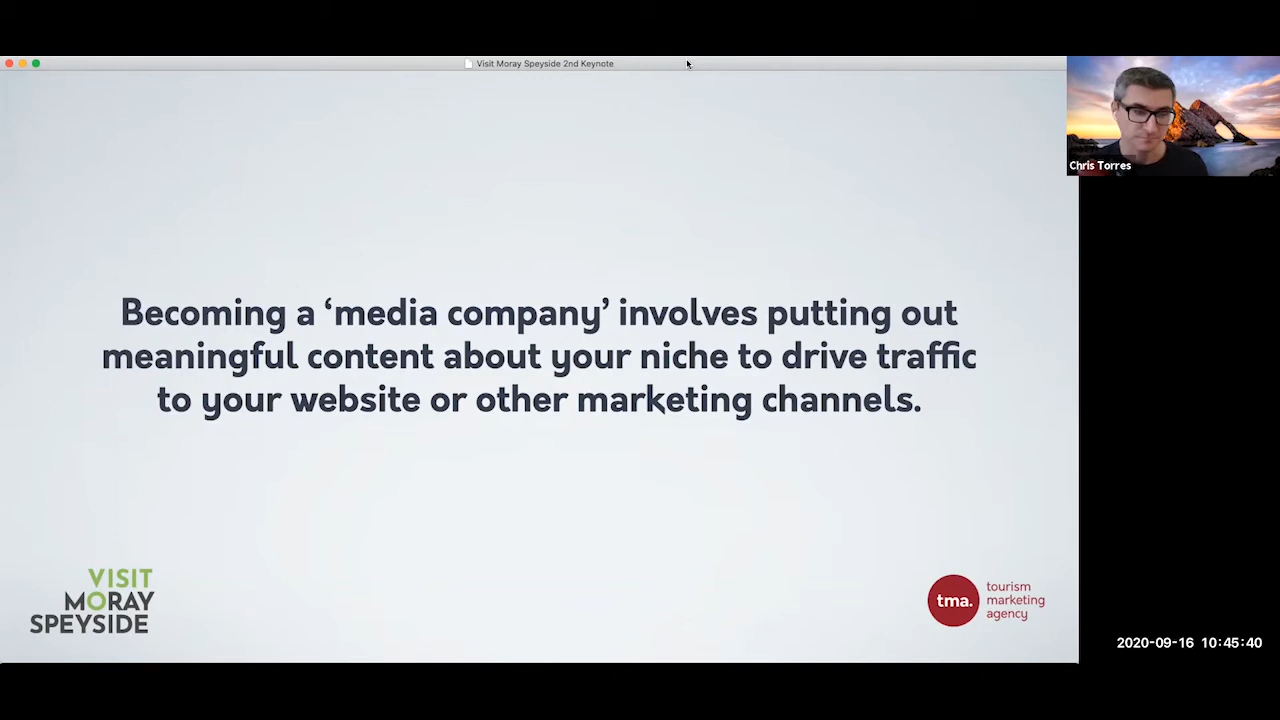 Visit Moray Speyside 2nd Keynote
Chris Torres
Becoming a ‘media company’ involves putting out
meaningful content about your niche to drive traffic
to your website or other marketing channels.
VISIT
MORAY
SPEYSIDE
tma.
tourism
marketing
agency
2020-09-16 10:45:40